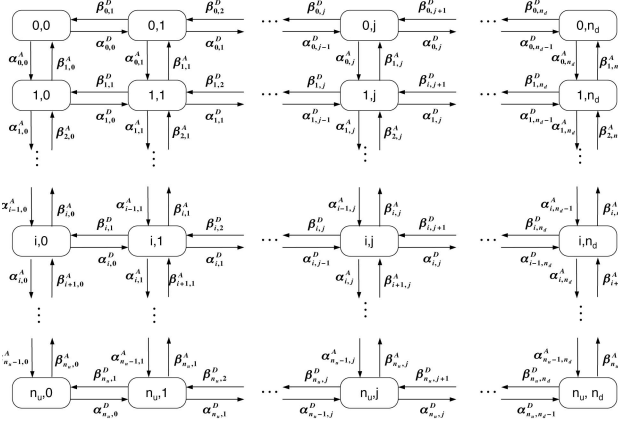 β^D_{0,1} β^D_{0,2} ... β^D_{0,j} β^D_{0,j+1} ... β^D_{0,n_d}
0,0 0,1 0,j 0,n_d
α^D_{0,0} α^D_{0,1} ... α^D_{0,j-1} α^D_{0,j} ... α^D_{0,n_d-1}
α^A_{0,0} β^A_{1,0} α^A_{0,1} β^A_{1,1} α^A_{0,j} β^A_{1,j} α^A_{0,n_d}
β^D_{1,1} β^D_{1,2} ... β^D_{1,j} β^D_{i,j+1} ... β^D_{1,n_d}
1,0 1,1 1,j 1,n_d
α^D_{1,0} α^D_{1,1} ... α^D_{1,j-1} α^D_{1,j} ... α^D_{1,n_d-1}
α^A_{1,0} β^A_{2,0} α^A_{1,1} β^A_{2,1} α^A_{1,j} β^A_{2,j} α^A_{1,n_d}
⋮ ⋮ ⋮ ⋮
β^A_{i,0} α^A_{i-1,1} β^A_{i,1} α^A_{i-1,j} β^A_{i,j} α^A_{i,n_d-1}
β^D_{i,1} β^D_{i,2} ... β^D_{i,j} β^D_{i,j+1} ... β^D_{i,n_d}
i,0 i,1 i,j i,n_d
α^D_{i,0} α^D_{i,1} ... α^D_{i,j-1} α^D_{i,j} ... α^D_{i-1,n_d}
α^A_{i,0} β^A_{i+1,0} α^A_{i,1} β^A_{i+1,1} α^A_{i,j} β^A_{i+1,j} α^A_{i,n_d}
⋮ ⋮ ⋮ ⋮
β^A_{n_u,0} α^A_{n_u-1,1} β^A_{n_u,1} α^A_{n_u-1,j} β^A_{n_u,j} α^A_{n_u-1,n_d}
β^D_{n_u,1} β^D_{n_u,2} ... β^D_{n_u,j} β^D_{n_u,j+1} ... β^D_{n_u,n_d}
n_u,0 n_u,1 n_u,j n_u, n_d
α^D_{n_u,0} α^D_{n_u,1} ... α^D_{n_u-1,j} α^D_{n_u,j} ... α^D_{n_u,n_d-1}